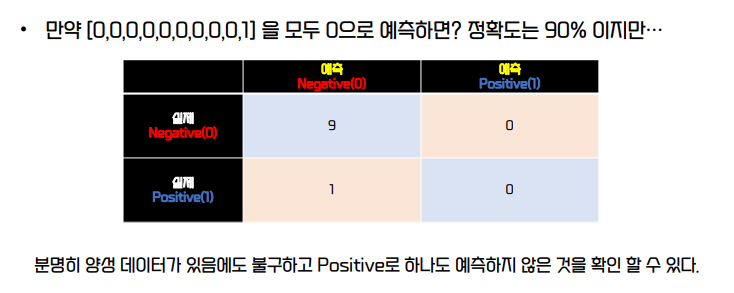 • 만약 [0,0,0,0,0,0,0,0,0,1] 을 모두 0으로 예측하면? 정확도는 90% 이지만…
예측 예측
Negative(0) Positive(1)
실제
Negative(0) 9 0
실제
Positive(1) 1 0
분명히 양성 데이터가 있음에도 불구하고 Positive로 하나도 예측하지 않은 것을 확인 할 수 있다.